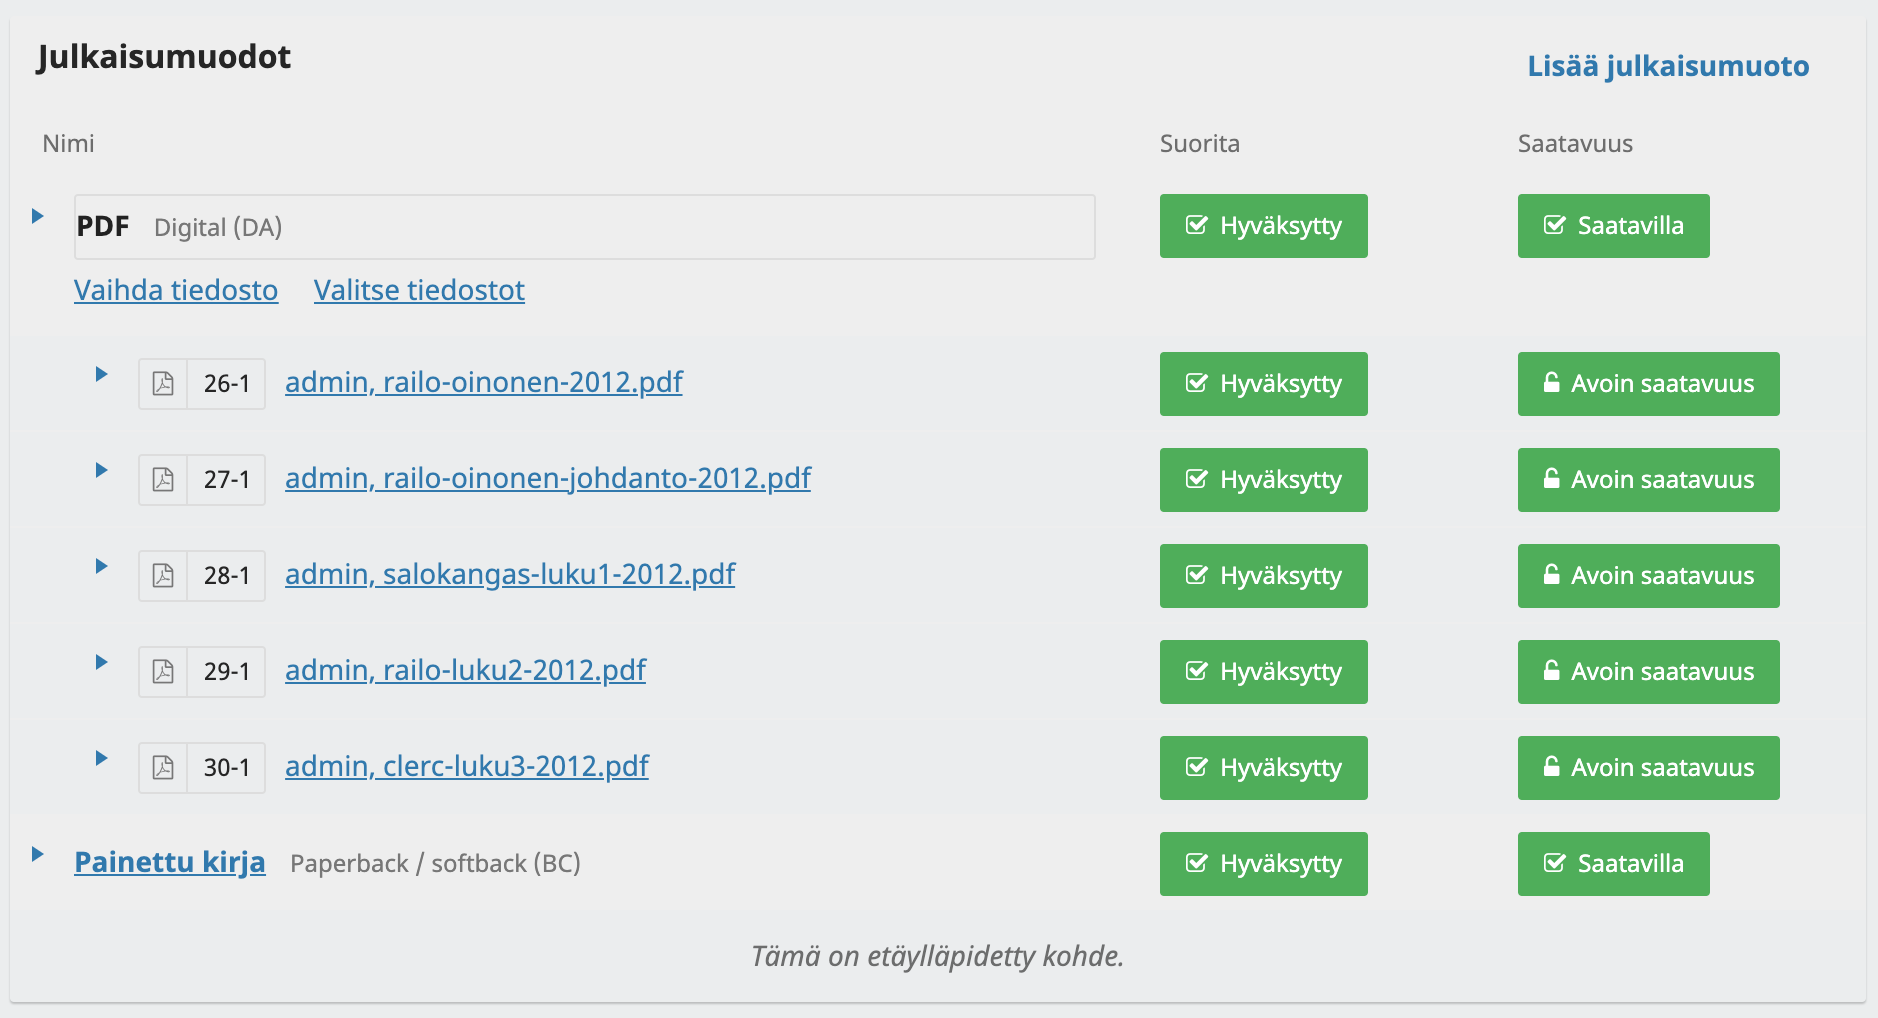 Julkaisumuodot
Lisää julkaisumuoto
Nimi Suorita Saatavuus
PDF Digital (DA) Hyväksytty Saatavilla
Vaihda tiedosto Valitse tiedostot
26-1 admin, railo-oinonen-2012.pdf Hyväksytty Avoin saatavuus
27-1 admin, railo-oinonen-johdanto-2012.pdf Hyväksytty Avoin saatavuus
28-1 admin, salokangas-luku1-2012.pdf Hyväksytty Avoin saatavuus
29-1 admin, railo-luku2-2012.pdf Hyväksytty Avoin saatavuus
30-1 admin, clerc-luku3-2012.pdf Hyväksytty Avoin saatavuus
Painettu kirja Paperback / softback (BC) Hyväksytty Saatavilla
Tämä on etäylläpidetty kohde.